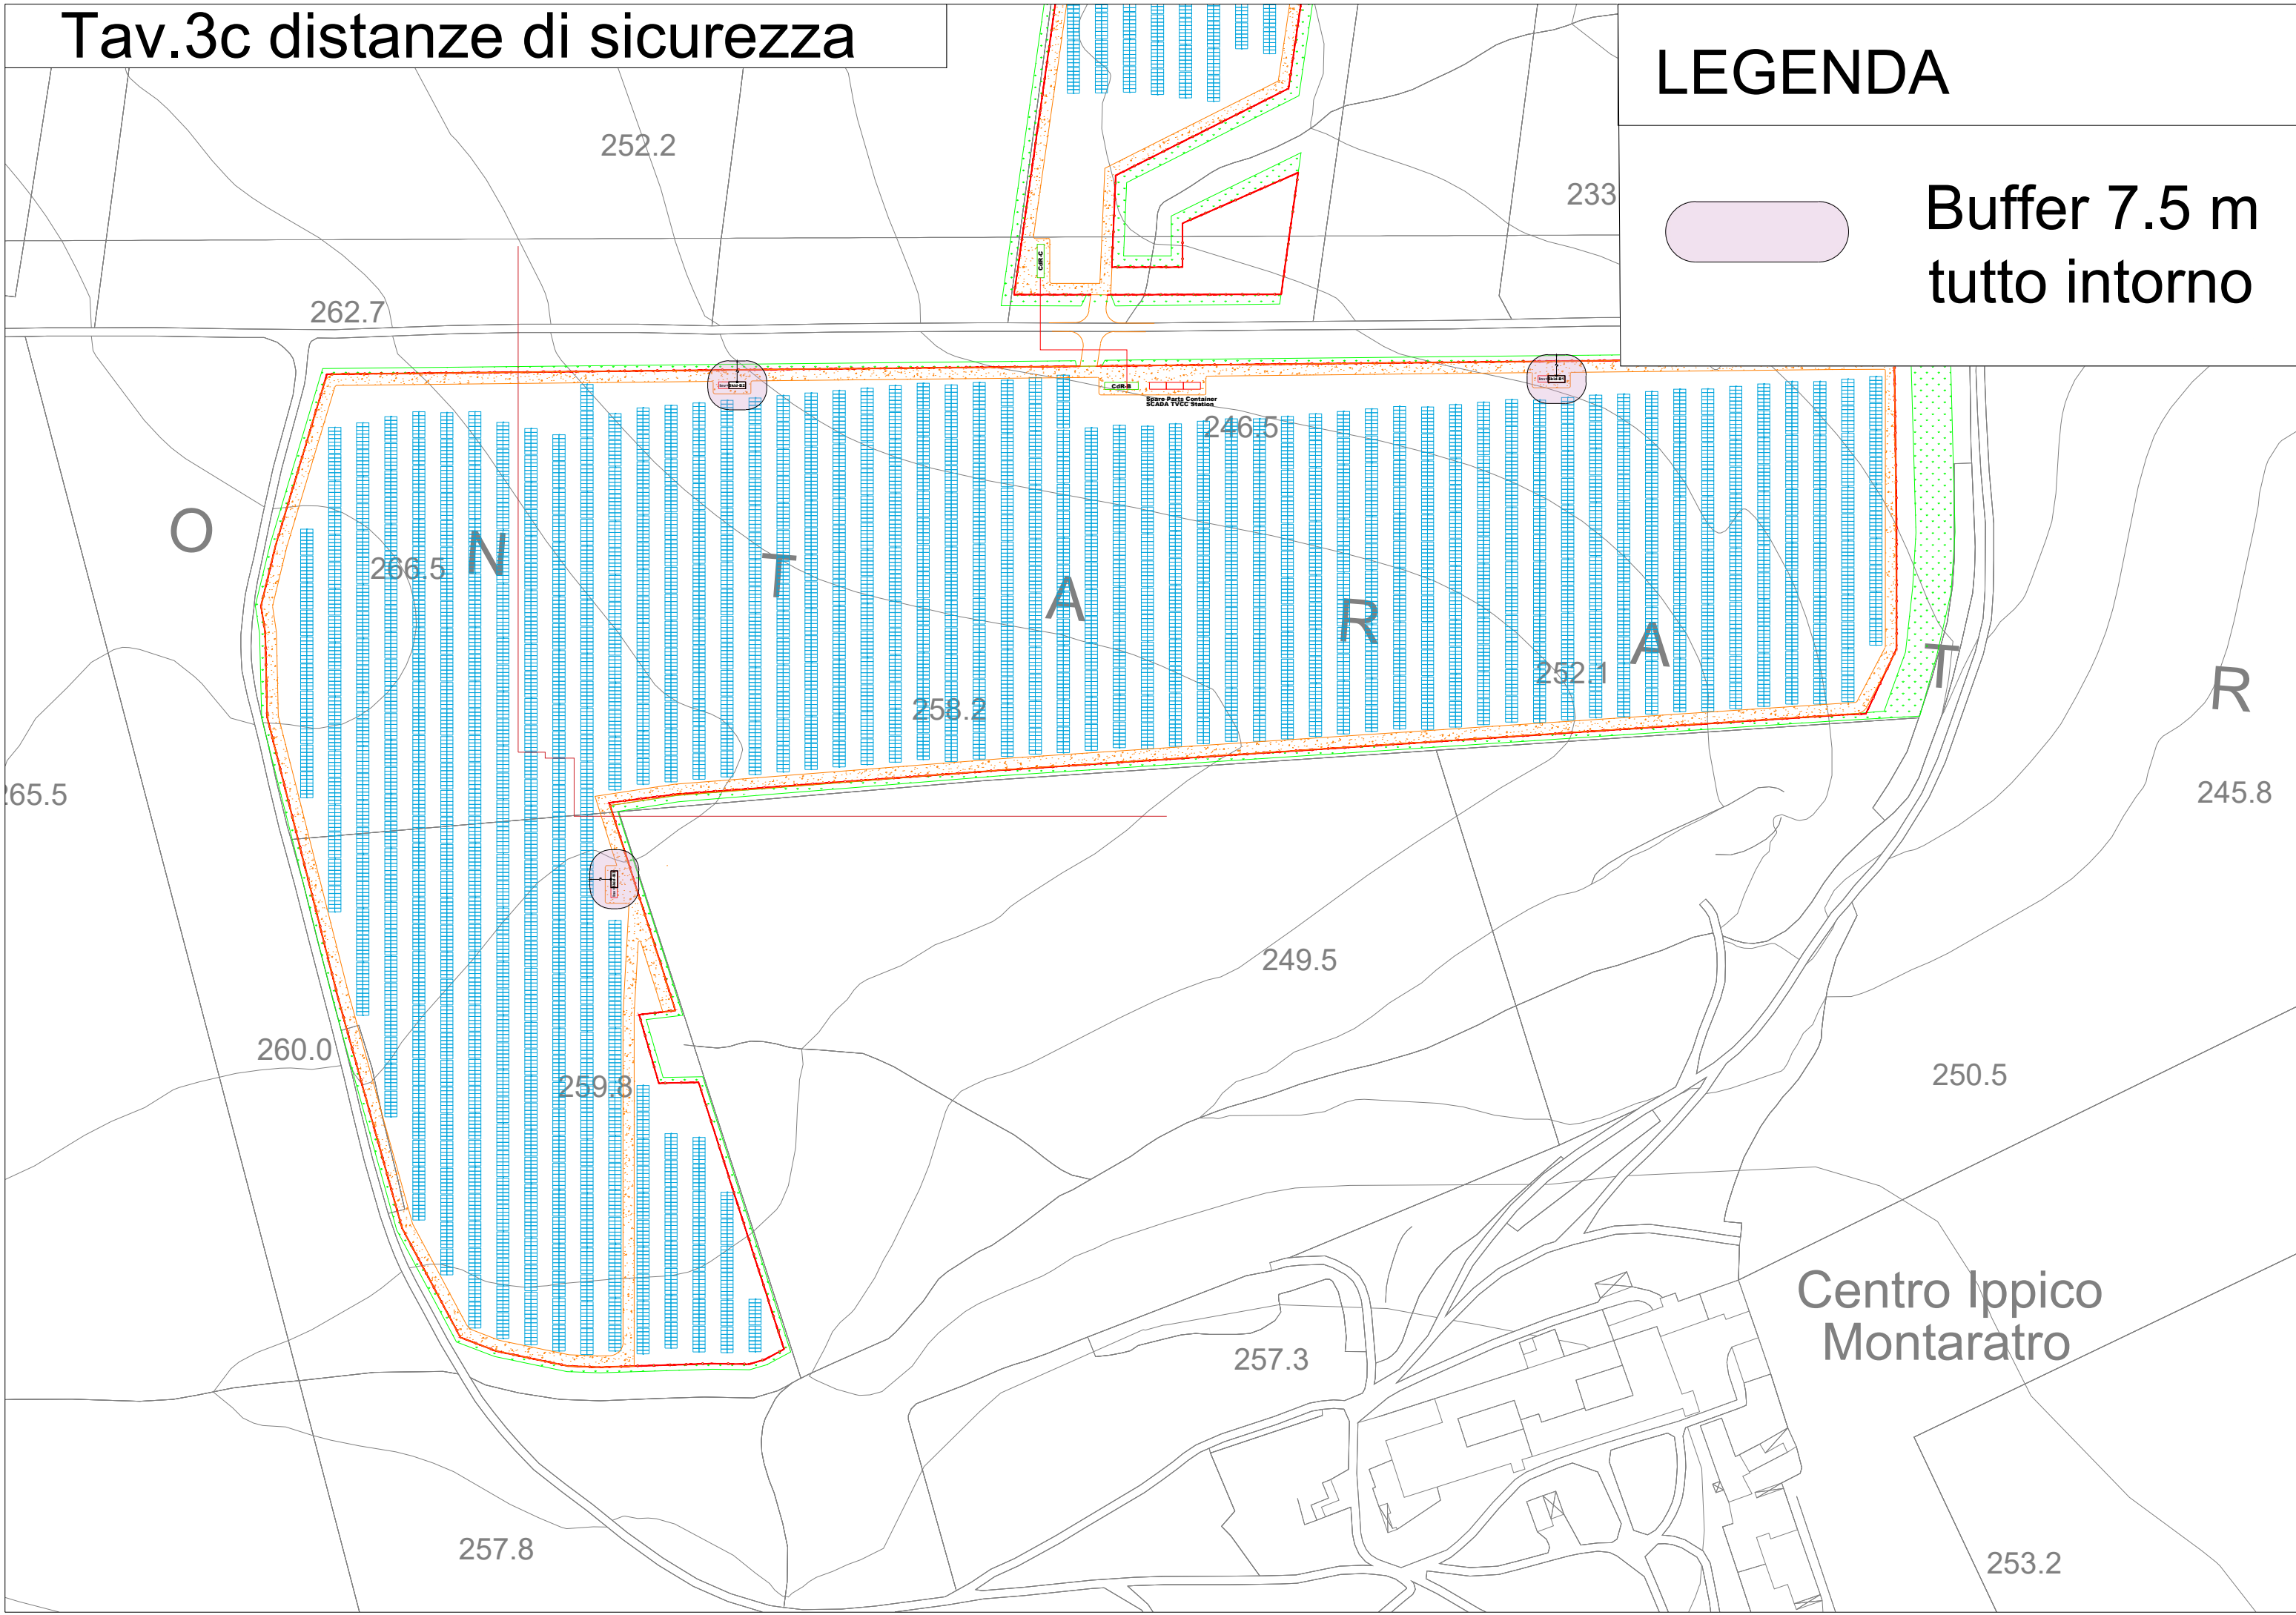 Tav.3c distanze di sicurezza
LEGENDA
Buffer 7.5 m
tutto intorno
252.2
233
262.7
CdR-C
CdR-B
Spare Parts Container
SCADA TVCC Station
246.5
O N T A R A T R
266.5
252.1
258.2
265.5
245.8
249.5
260.0
259.8
250.5
Centro Ippico
Montaratro
257.3
257.8
253.2